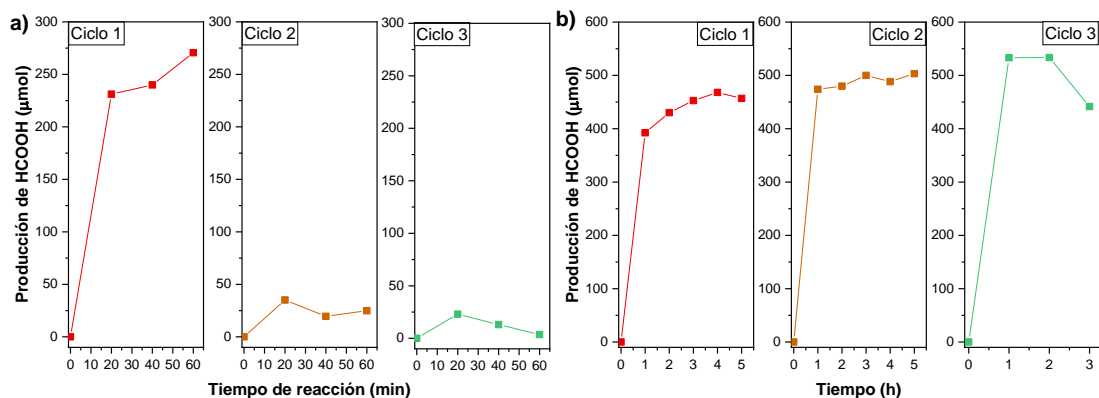 a)
Ciclo 1
Ciclo 2
Ciclo 3
Producción de HCOOH (μmol)
300
250
200
150
100
50
0
0 10 20 30 40 50 60
300
250
200
150
100
50
0
0 10 20 30 40 50 60
300
250
200
150
100
50
0
0 10 20 30 40 50 60
Tiempo de reacción (min)
b)
Ciclo 1
Ciclo 2
Ciclo 3
Producción de HCOOH (μmol)
600
500
400
300
200
100
0
0 1 2 3 4 5
600
500
400
300
200
100
0
0 1 2 3 4 5
600
500
400
300
200
100
0
0 1 2 3
Tiempo (h)